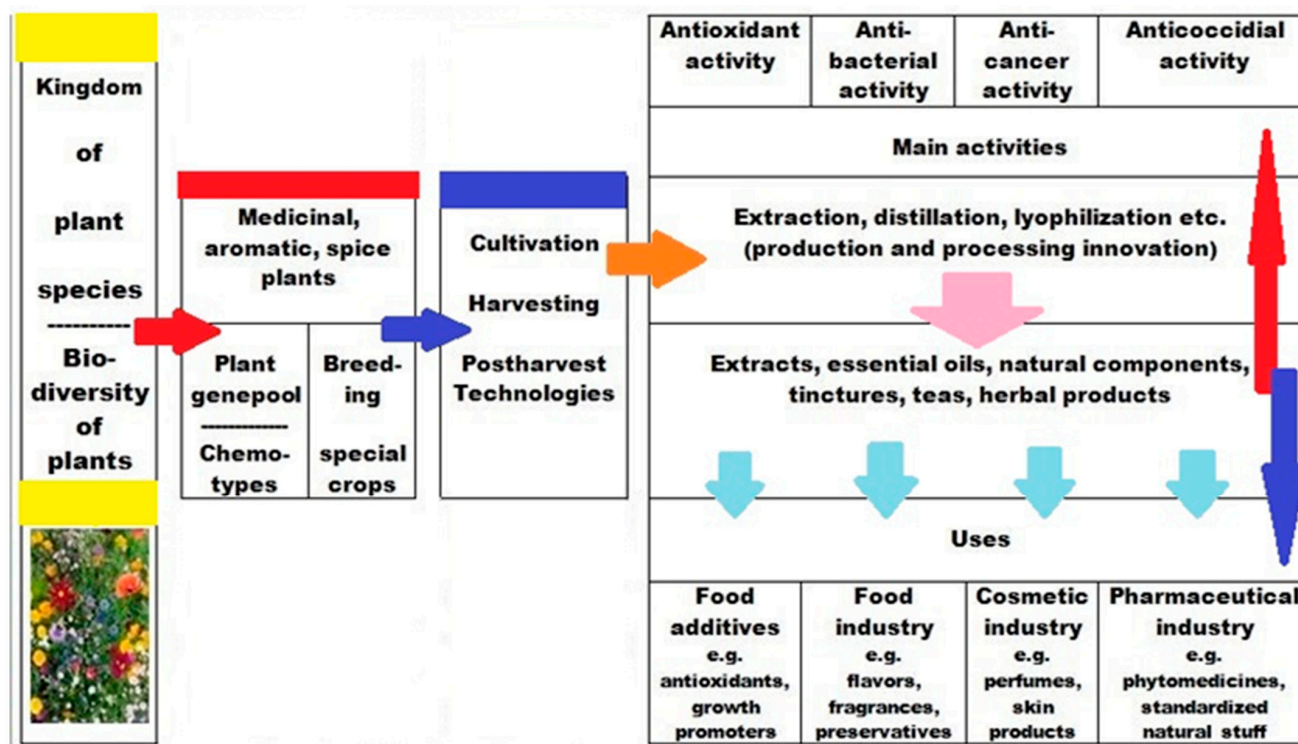 Kingdom
of
plant
species
----------
Bio-
diversity
of
plants
Medicinal,
aromatic, spice
plants
Plant
genepool
-------------
Chemo-
types
Breed-
ing
special
crops
Cultivation
Harvesting
Postharvest
Technologies
Antioxidant
activity
Anti-
bacterial
activity
Anti-
cancer
activity
Anticoccidial
activity
Main activities
Extraction, distillation, lyophilization etc.
(production and processing innovation)
Extracts, essential oils, natural components,
tinctures, teas, herbal products
Uses
Food
additives
e.g.
antioxidants,
growth
promoters
Food
industry
e.g.
flavors,
fragrances,
preservatives
Cosmetic
industry
e.g.
perfumes,
skin
products
Pharmaceutical
industry
e.g.
phytomedicines,
standardized
natural stuff